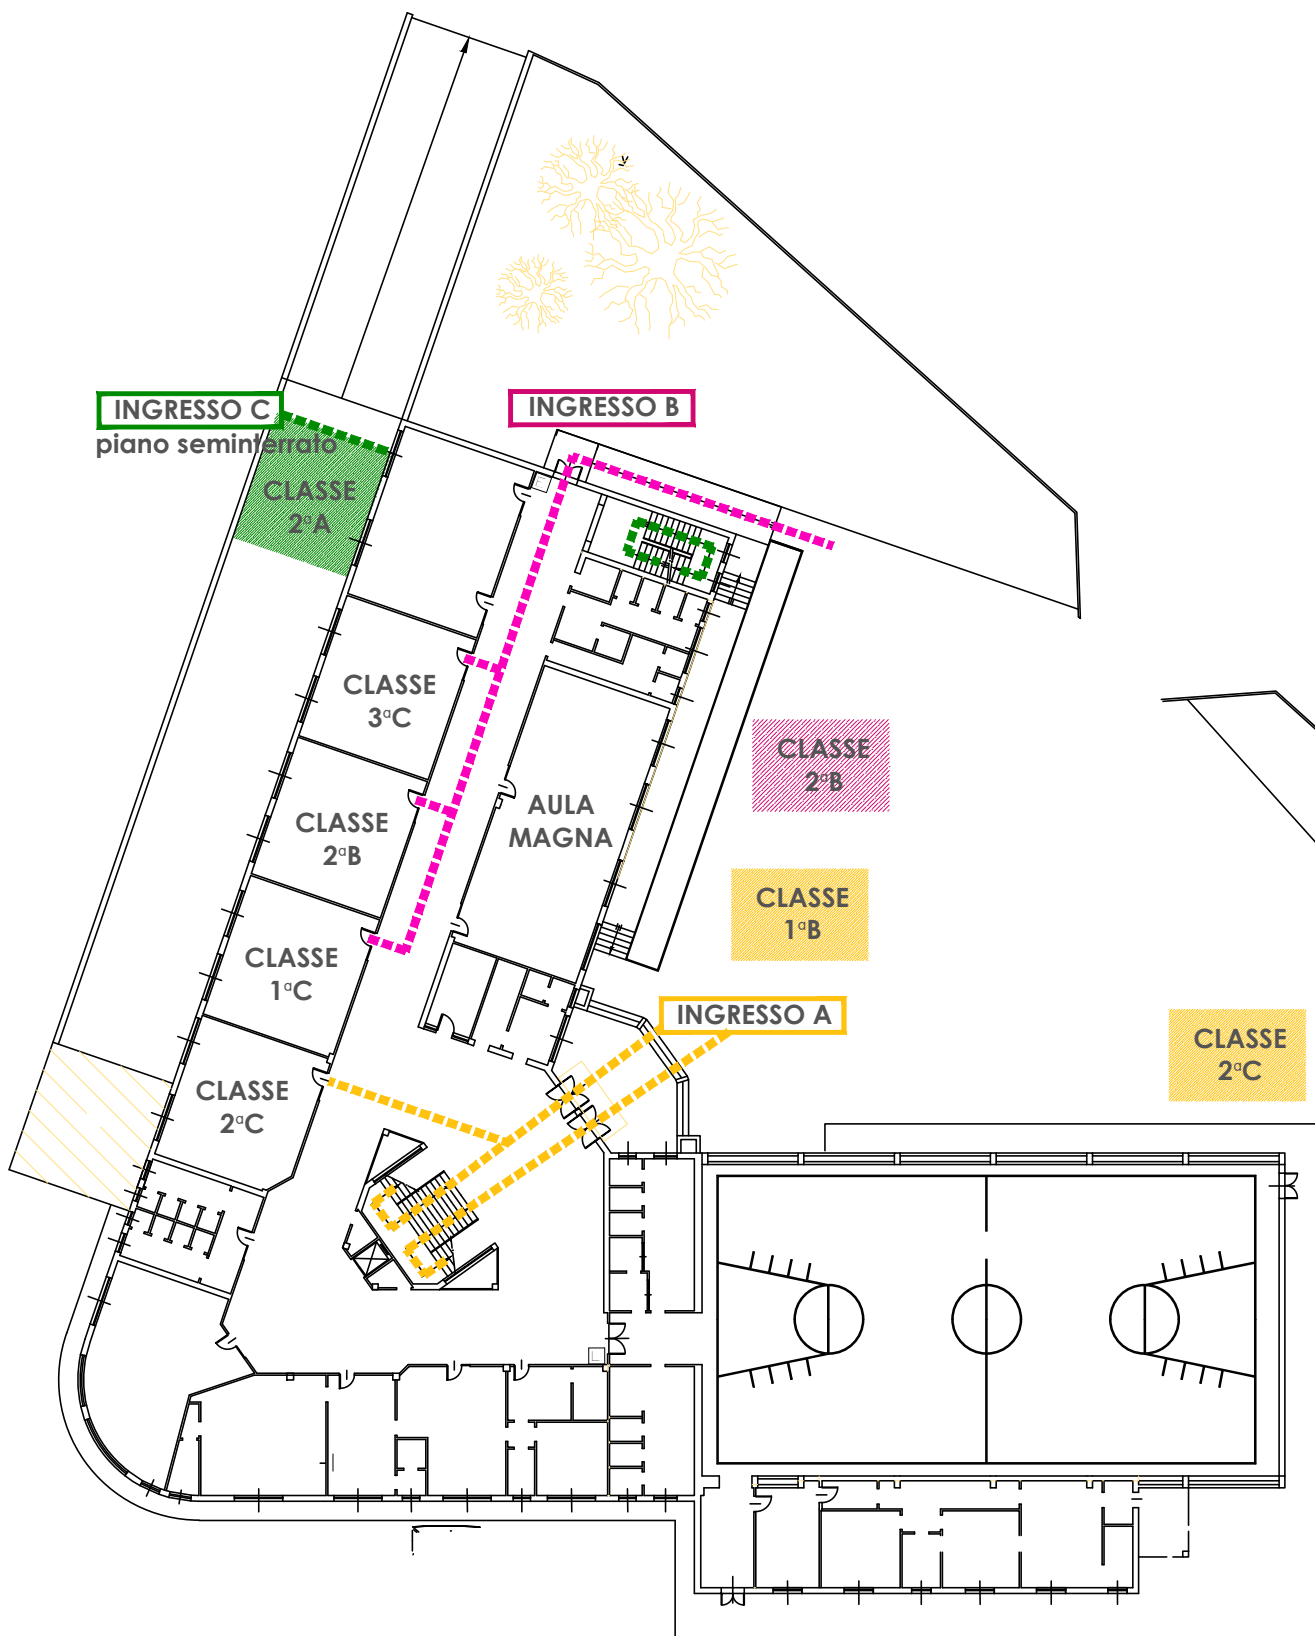 INGRESSO C
piano seminterrato
CLASSE
2ªA
INGRESSO B
CLASSE
3ªC
CLASSE
2ªB
CLASSE
2ªB
AULA
MAGNA
CLASSE
1ªB
CLASSE
1ªC
INGRESSO A
CLASSE
2ªC
CLASSE
2ªC